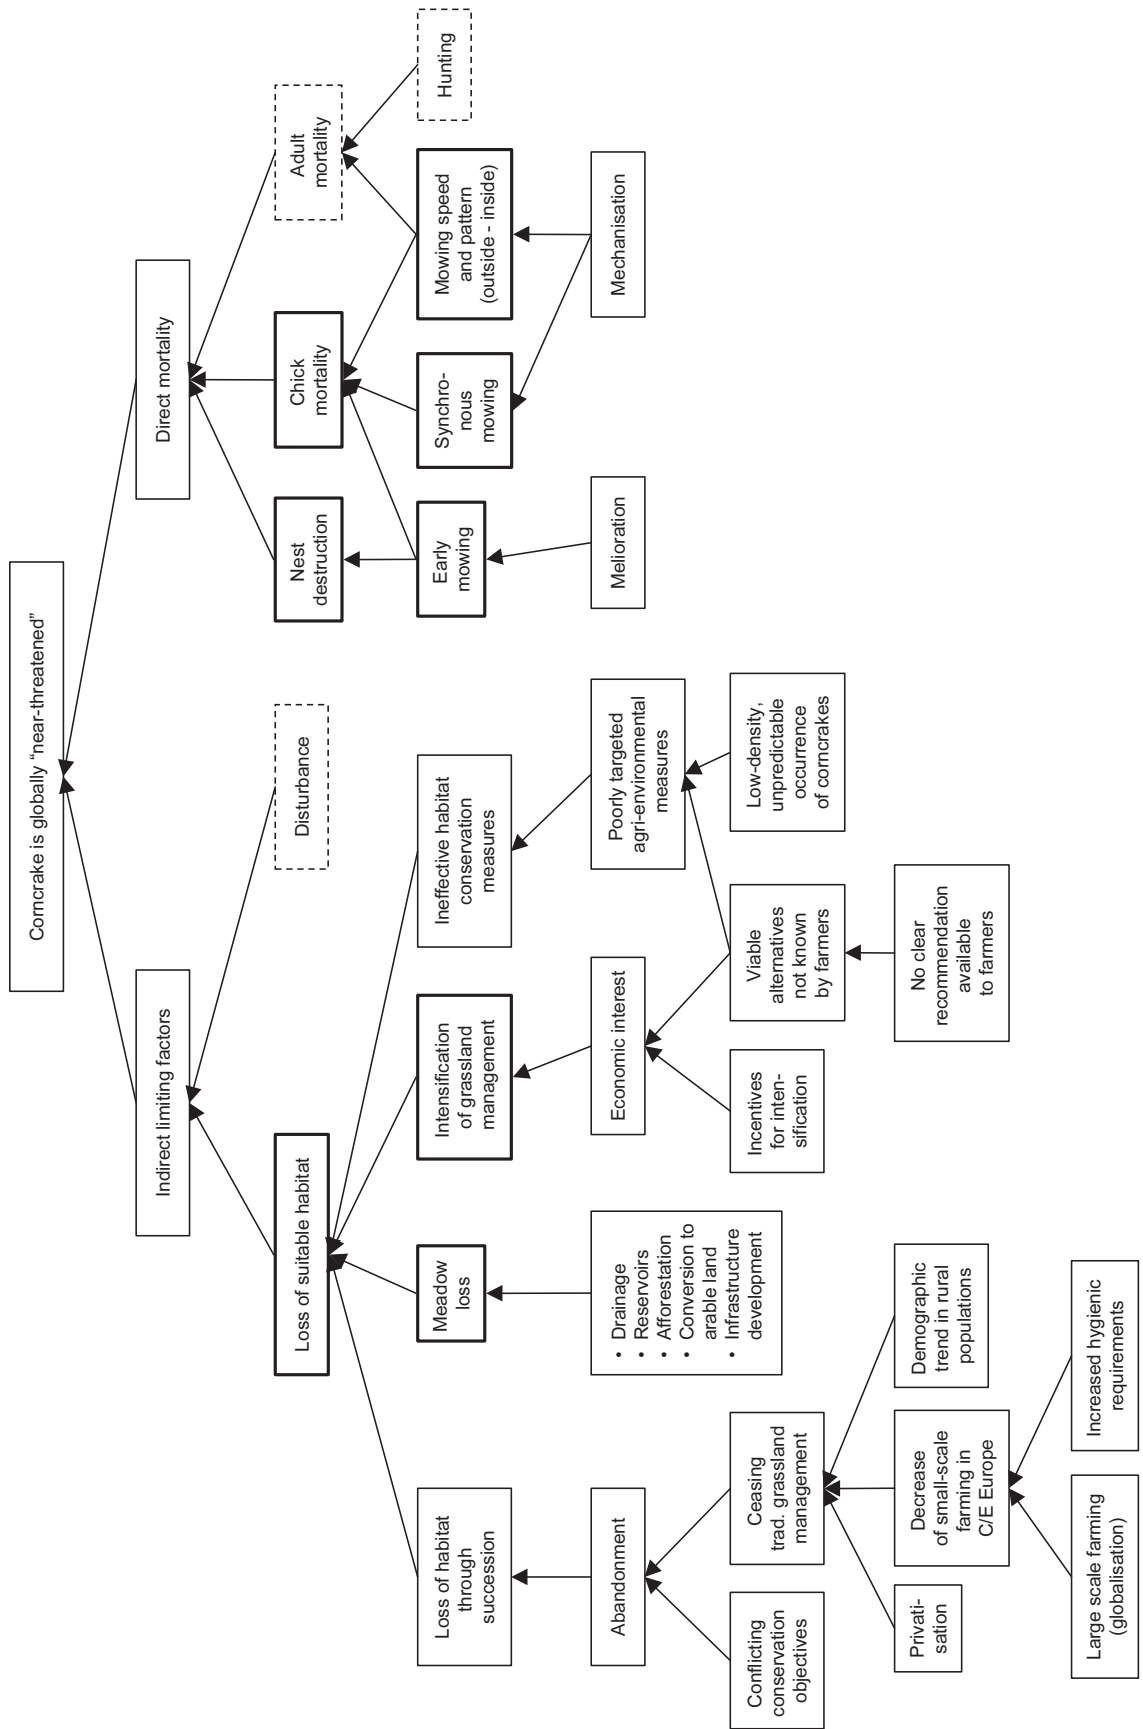 Corncrake is globally “near-threatened”
Indirect limiting factors
Direct mortality
Loss of suitable habitat
Disturbance
Nest
destruction
Chick
mortality
Adult
mortality
Loss of habitat
through
succession
Meadow
loss
Intensification
of grassland
management
Ineffective habitat
conservation
measures
Early
mowing
Synchro-
nous
mowing
Mowing speed
and pattern
(outside - inside)
Hunting
Abandonment
• Drainage
• Reservoirs
• Afforestation
• Conversion to
arable land
• Infrastructure
development
Economic interest
Poorly targeted
agri-environmental
measures
Melioration
Mechanisation
Conflicting
conservation
objectives
Ceasing
trad. grassland
management
Incentives
for inten-
sification
Viable
alternatives
not known
by farmers
Low-density,
unpredictable
occurrence
of corncrakes
Privati-
sation
Decrease
of small-scale
farming in
C/E Europe
Demographic
trend in rural
populations
No clear
recommendation
available
to farmers
Large scale farming
(globalisation)
Increased hygienic
requirements